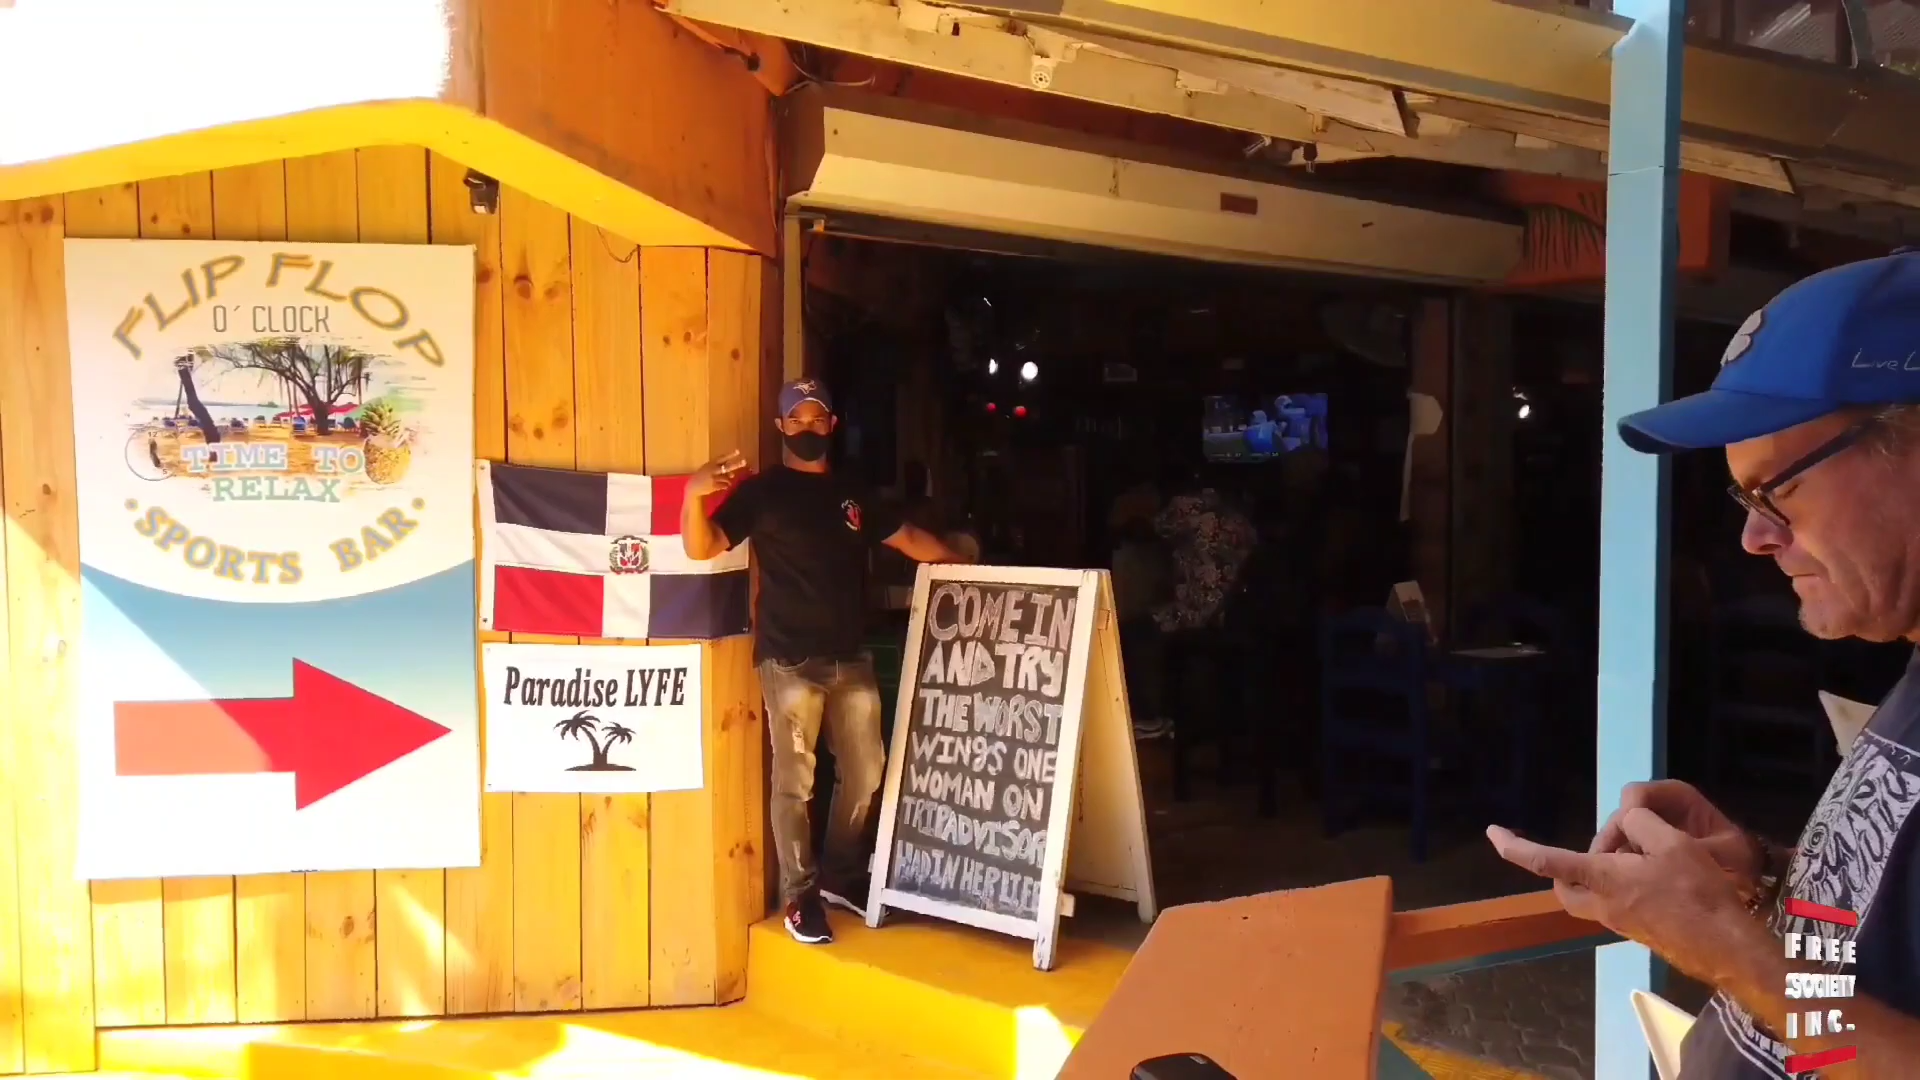 FLIP FLOP
O´ CLOCK
TIME TO
RELAX
• SPORTS BAR •
Paradise LYFE
COME IN
AND TRY
THE WORST
WINGS ONE
WOMAN ON
TRIPADVISOR
HAD IN HER LIFE
FREE
SOCIETY
INC.